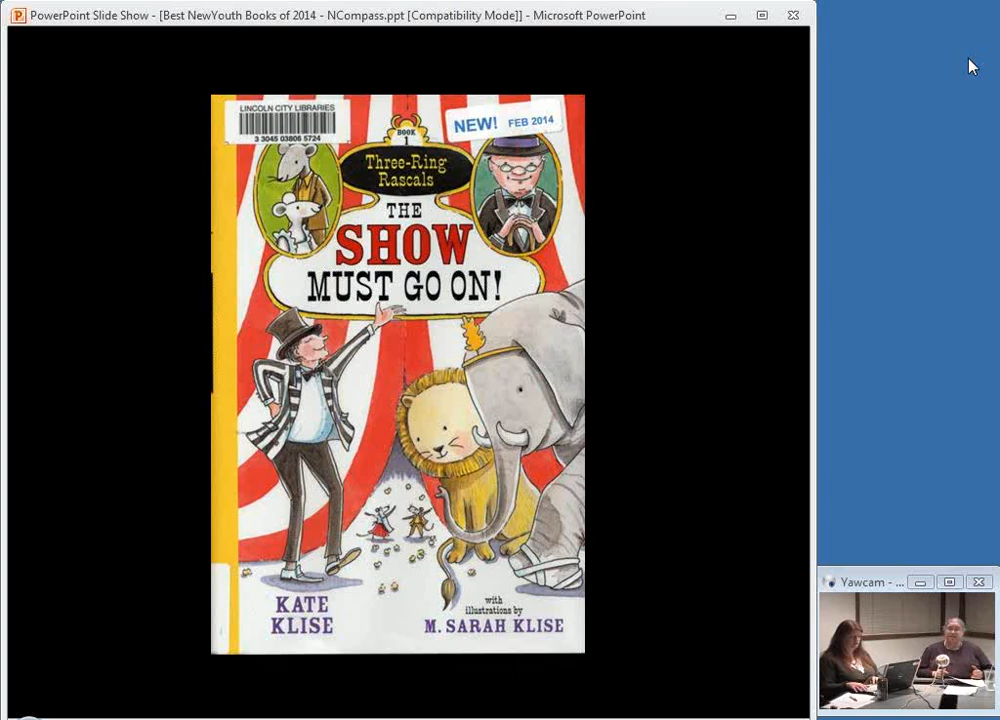 PowerPoint Slide Show - [Best NewYouth Books of 2014 - NCompass.ppt [Compatibility Mode]] - Microsoft PowerPoint
LINCOLN CITY LIBRARIES
3 3045 03806 5724
NEW! FEB 2014
BOOK
1
Three-Ring
Rascals
THE
SHOW
MUST GO ON!
KATE
KLISE
with
illustrations by
M. SARAH KLISE
Yawcam - ...